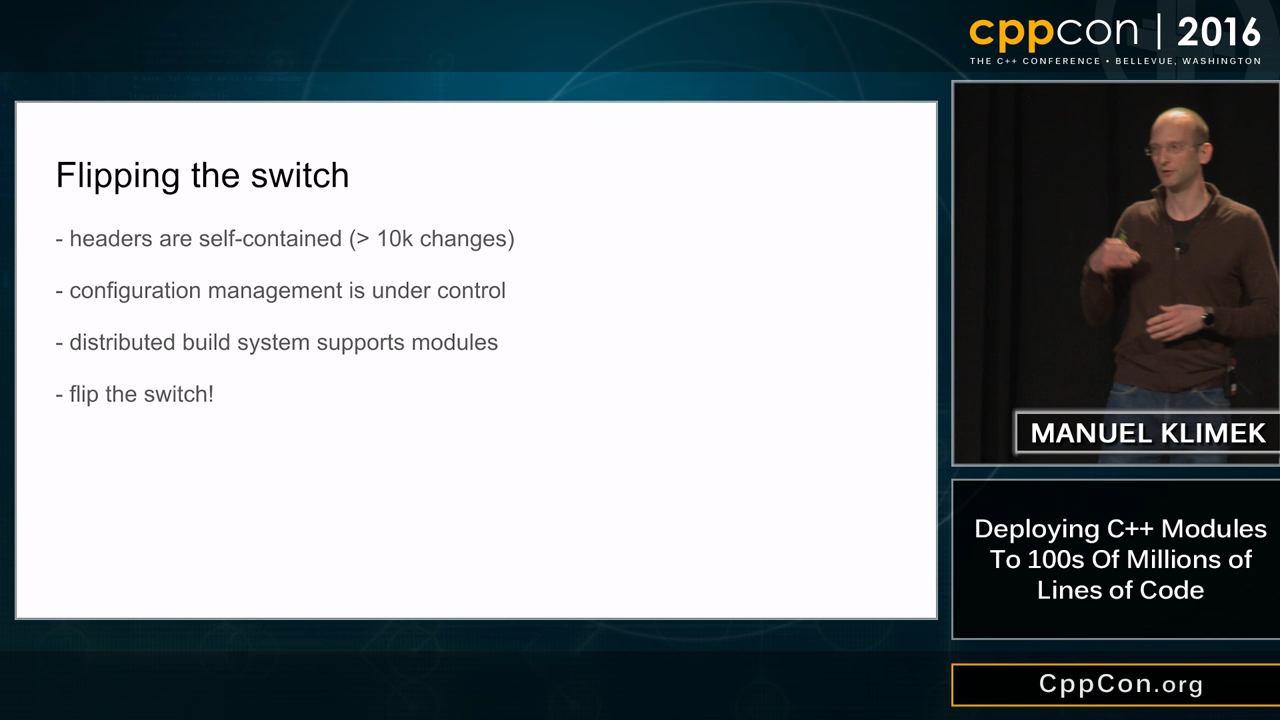 cppcon | 2016
THE C++ CONFERENCE • BELLEVUE, WASHINGTON
Flipping the switch
- headers are self-contained (> 10k changes)
- configuration management is under control
- distributed build system supports modules
- flip the switch!
MANUEL KLIMEK
Deploying C++ Modules
To 100s Of Millions of
Lines of Code
CppCon.org